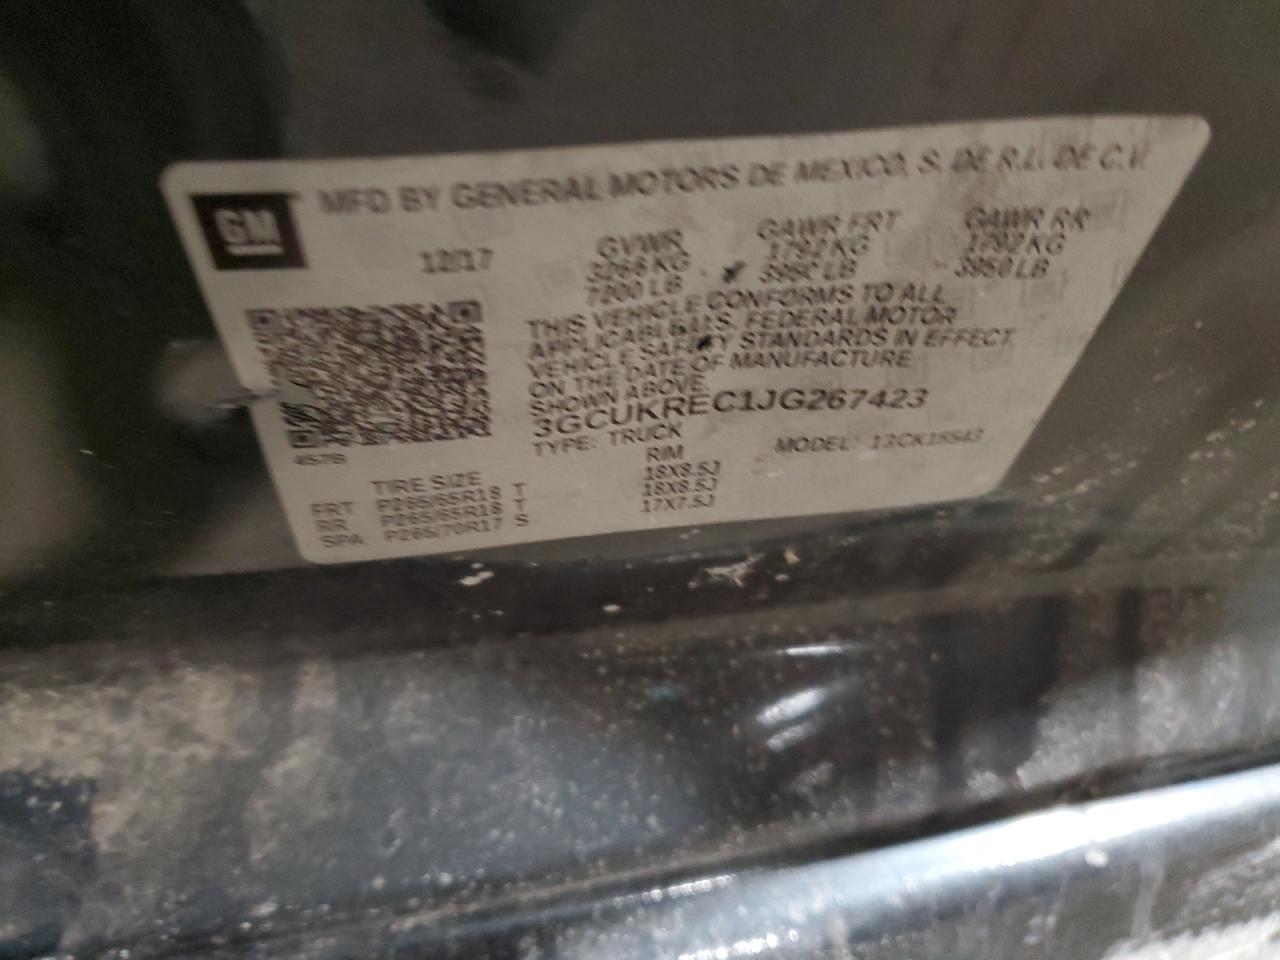 GM
MFD BY GENERAL MOTORS DE MEXICO, S. DE R.L. DE C.V.
12/17
GVWR GAWR FRT GAWR RR
3266 KG 1792 KG 1792 KG
7200 LB 3950 LB 3950 LB
THIS VEHICLE CONFORMS TO ALL
APPLICABLE U.S. FEDERAL MOTOR
VEHICLE SAFETY STANDARDS IN EFFECT
ON THE DATE OF MANUFACTURE
SHOWN ABOVE.
3GCUKREC1JG267423
TYPE: TRUCK MODEL: 13CK15543
4578
TIRE SIZE RIM
FRT P265/65R18 T 18X8.5J
RR P265/65R18 T 18X8.5J
SPA P265/70R17 S 17X7.5J